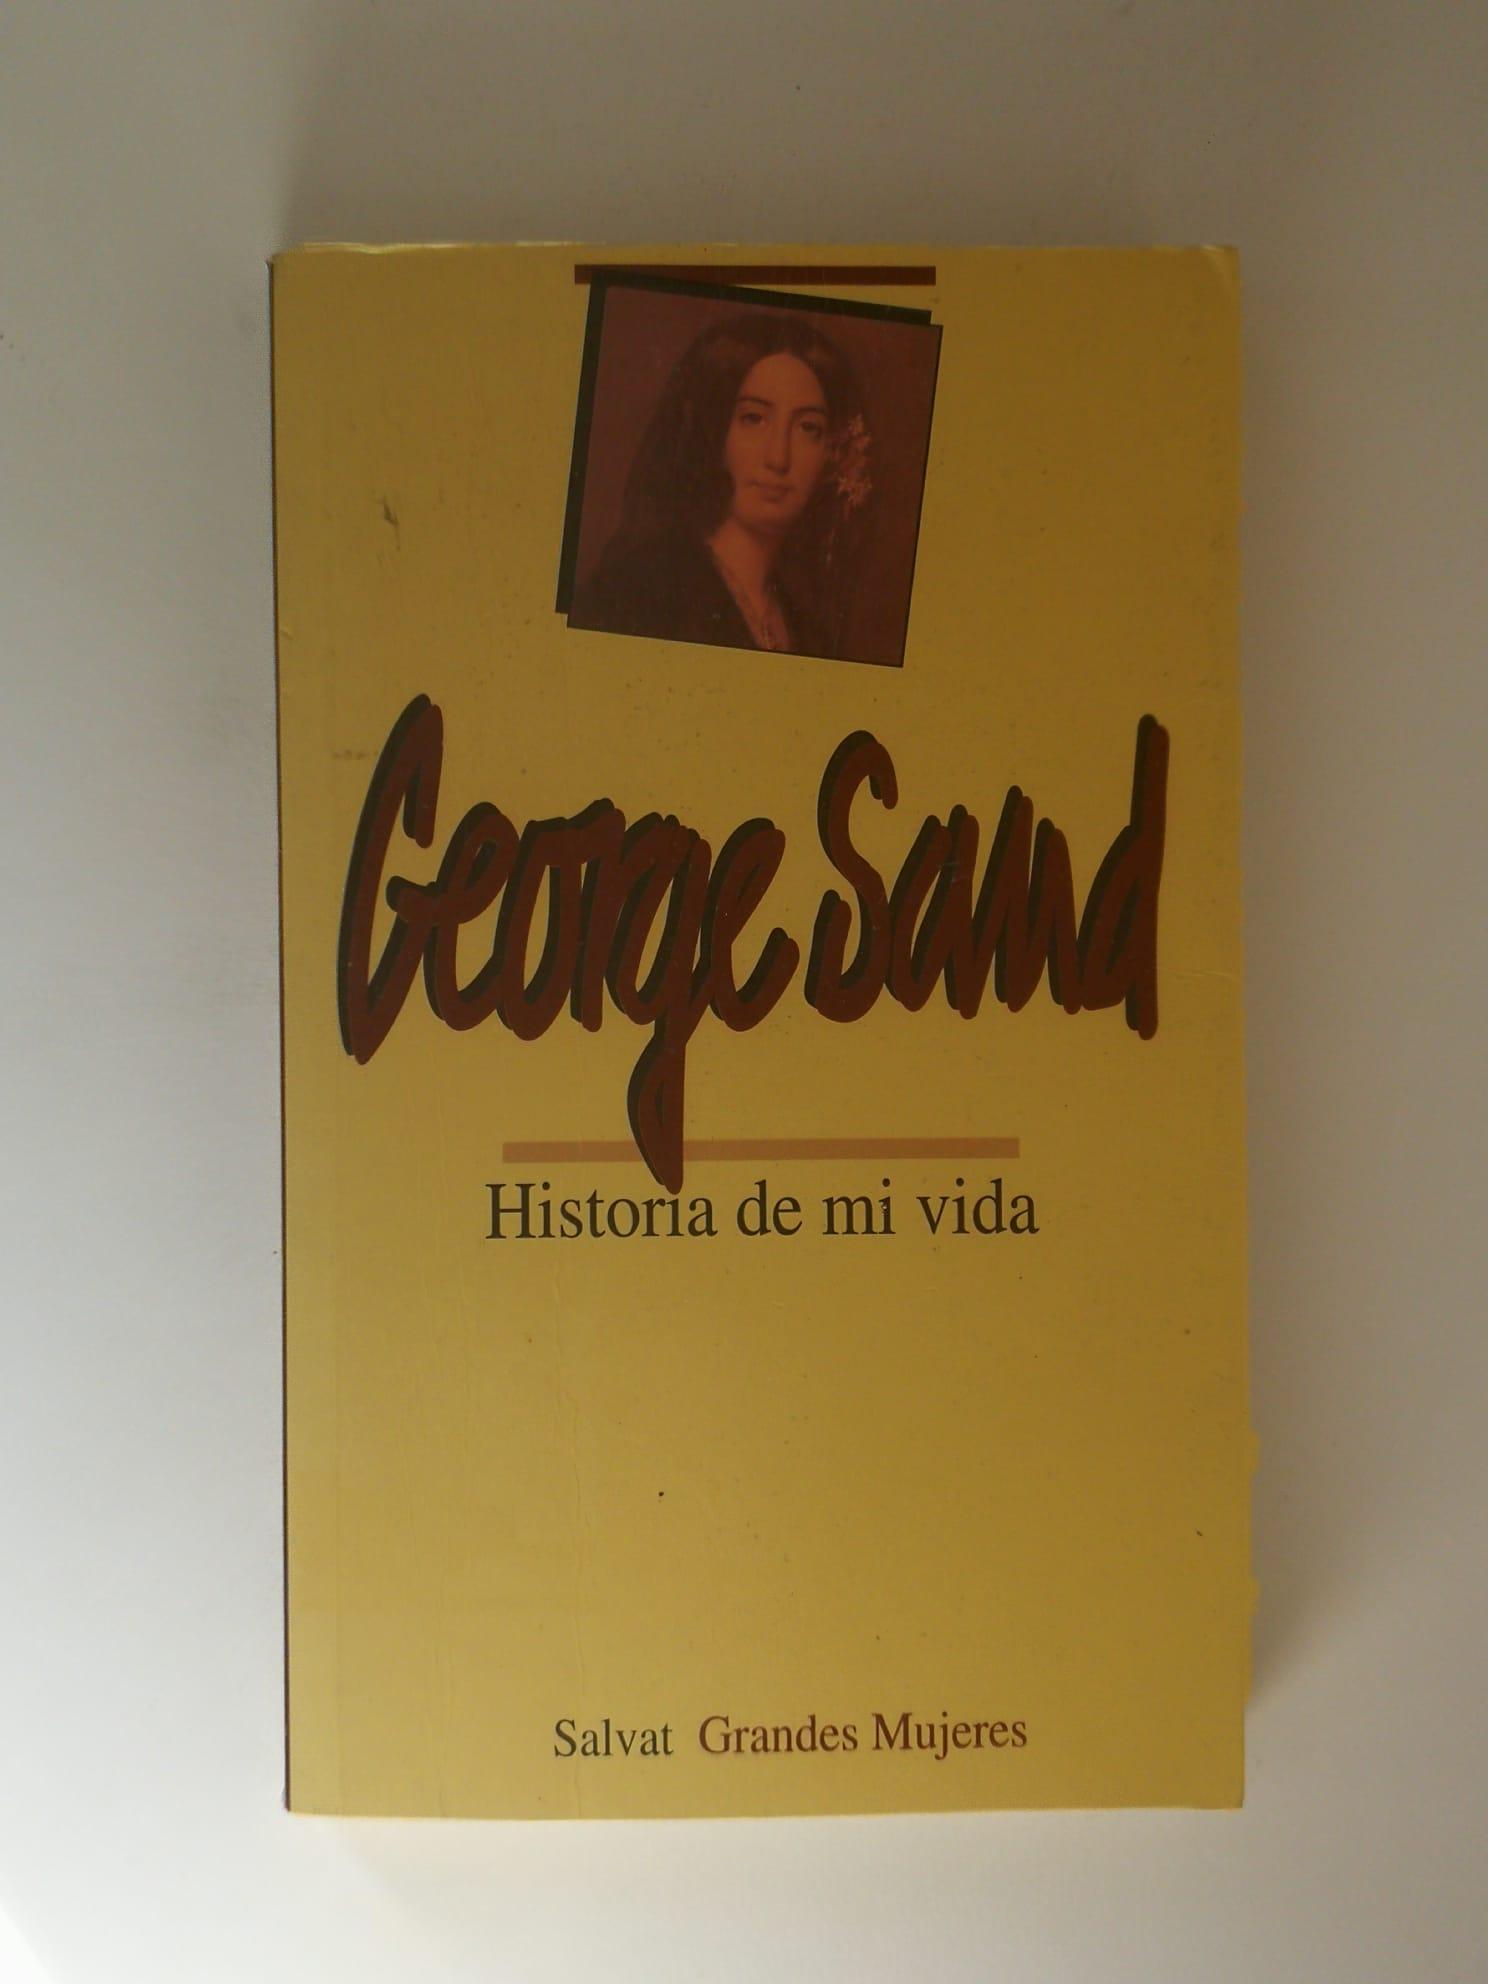 George Sand
Historia de mi vida
Salvat Grandes Mujeres